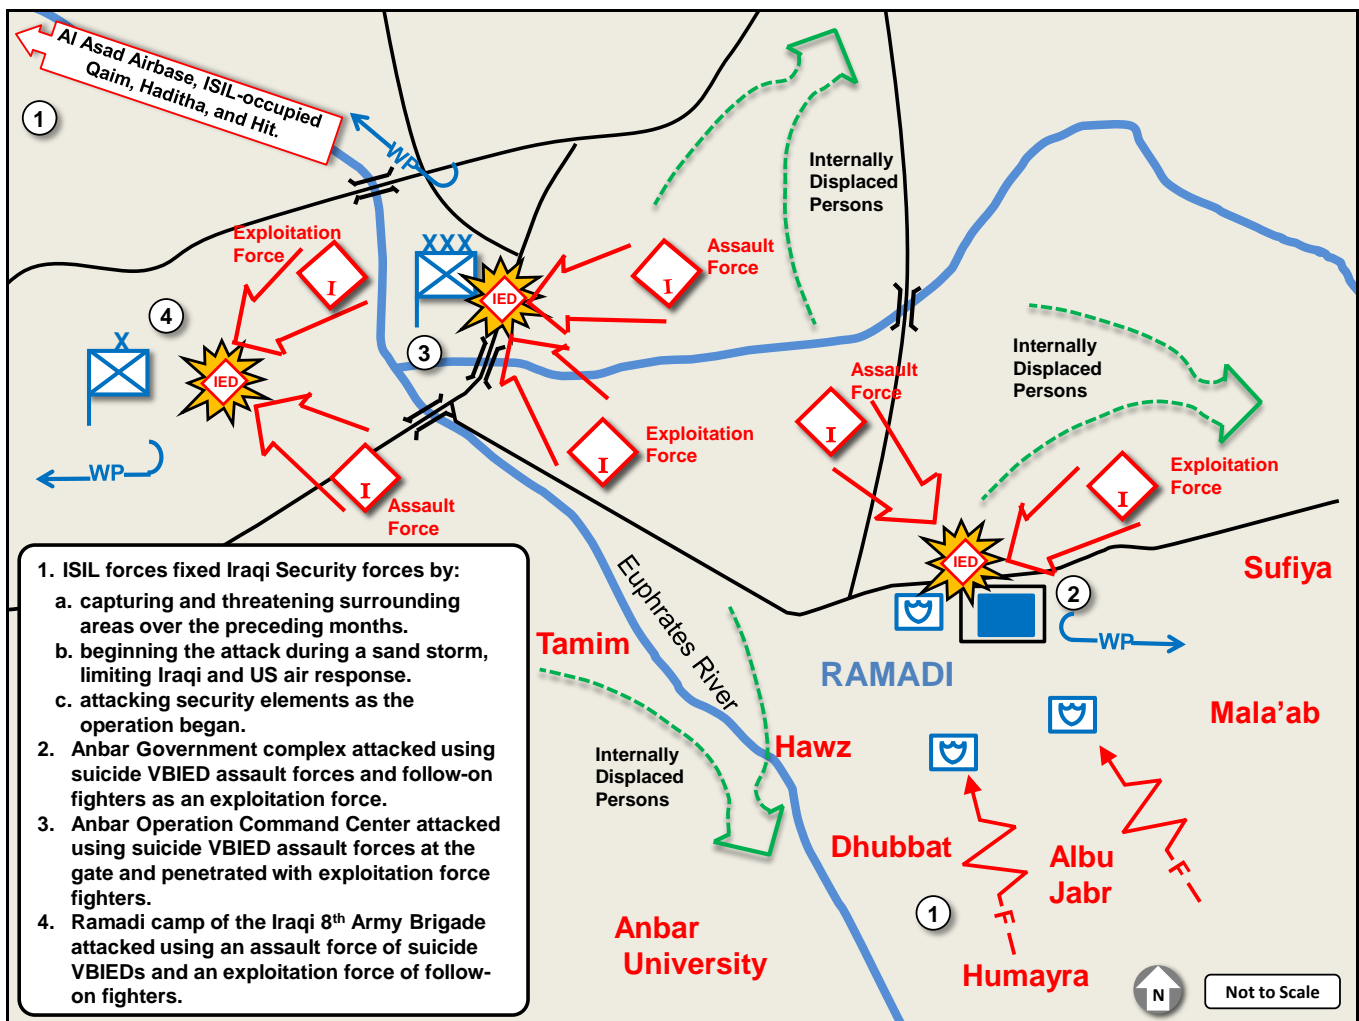 Al Asad Airbase, ISIL-occupied
Qaim, Haditha, and Hit.
1
WP
Internally
Displaced
Persons
Exploitation
Force
I
XXX
IED
Assault
Force
I
4
X
IED
3
WP
I
Assault
Force
I
Exploitation
Force
Assault
Force
I
Internally
Displaced
Persons
I
Exploitation
Force
IED
2
WP
Sufiya
Euphrates River
Tamim
RAMADI
Mala’ab
Hawz
Internally
Displaced
Persons
Dhubbat
Albu
Jabr
F
F
1
Anbar
University
Humayra
N
Not to Scale
1. ISIL forces fixed Iraqi Security forces by:
a. capturing and threatening surrounding
areas over the preceding months.
b. beginning the attack during a sand storm,
limiting Iraqi and US air response.
c. attacking security elements as the
operation began.
2. Anbar Government complex attacked using
suicide VBIED assault forces and follow-on
fighters as an exploitation force.
3. Anbar Operation Command Center attacked
using suicide VBIED assault forces at the
gate and penetrated with exploitation force
fighters.
4. Ramadi camp of the Iraqi 8th Army Brigade
attacked using an assault force of suicide
VBIEDs and an exploitation force of follow-
on fighters.